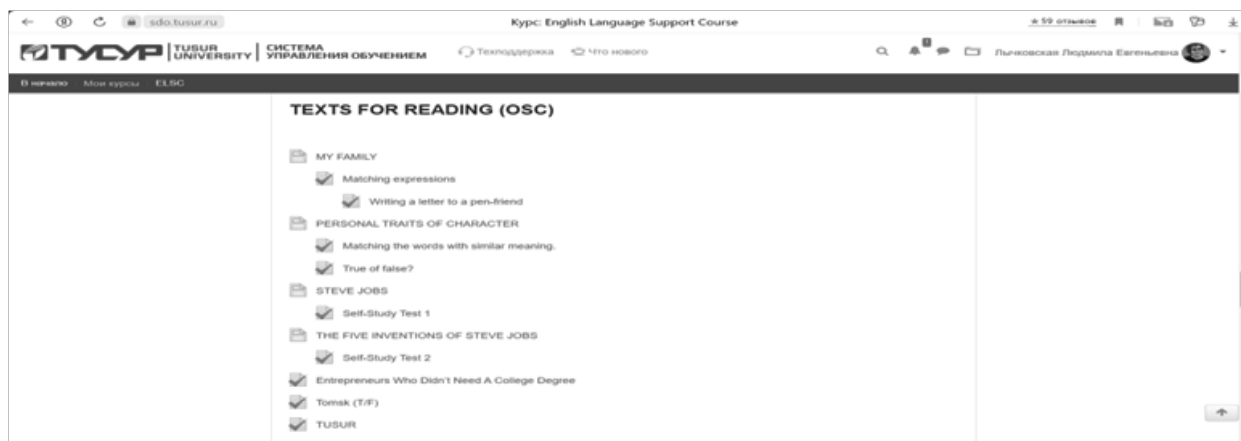 sdo.tusur.ru
Курс: English Language Support Course
★ 59 отзывов
ТУСУР
TUSUR UNIVERSITY
СИСТЕМА УПРАВЛЕНИЯ ОБУЧЕНИЕМ
Техподдержка
Что нового
Лычковская Людмила Евгеньевна
В начало
Мои курсы
ELSC
TEXTS FOR READING (OSC)
MY FAMILY
Matching expressions
Writing a letter to a pen-friend
PERSONAL TRAITS OF CHARACTER
Matching the words with similar meaning.
True of false?
STEVE JOBS
Self-Study Test 1
THE FIVE INVENTIONS OF STEVE JOBS
Self-Study Test 2
Entrepreneurs Who Didn't Need A College Degree
Tomsk (T/F)
TUSUR